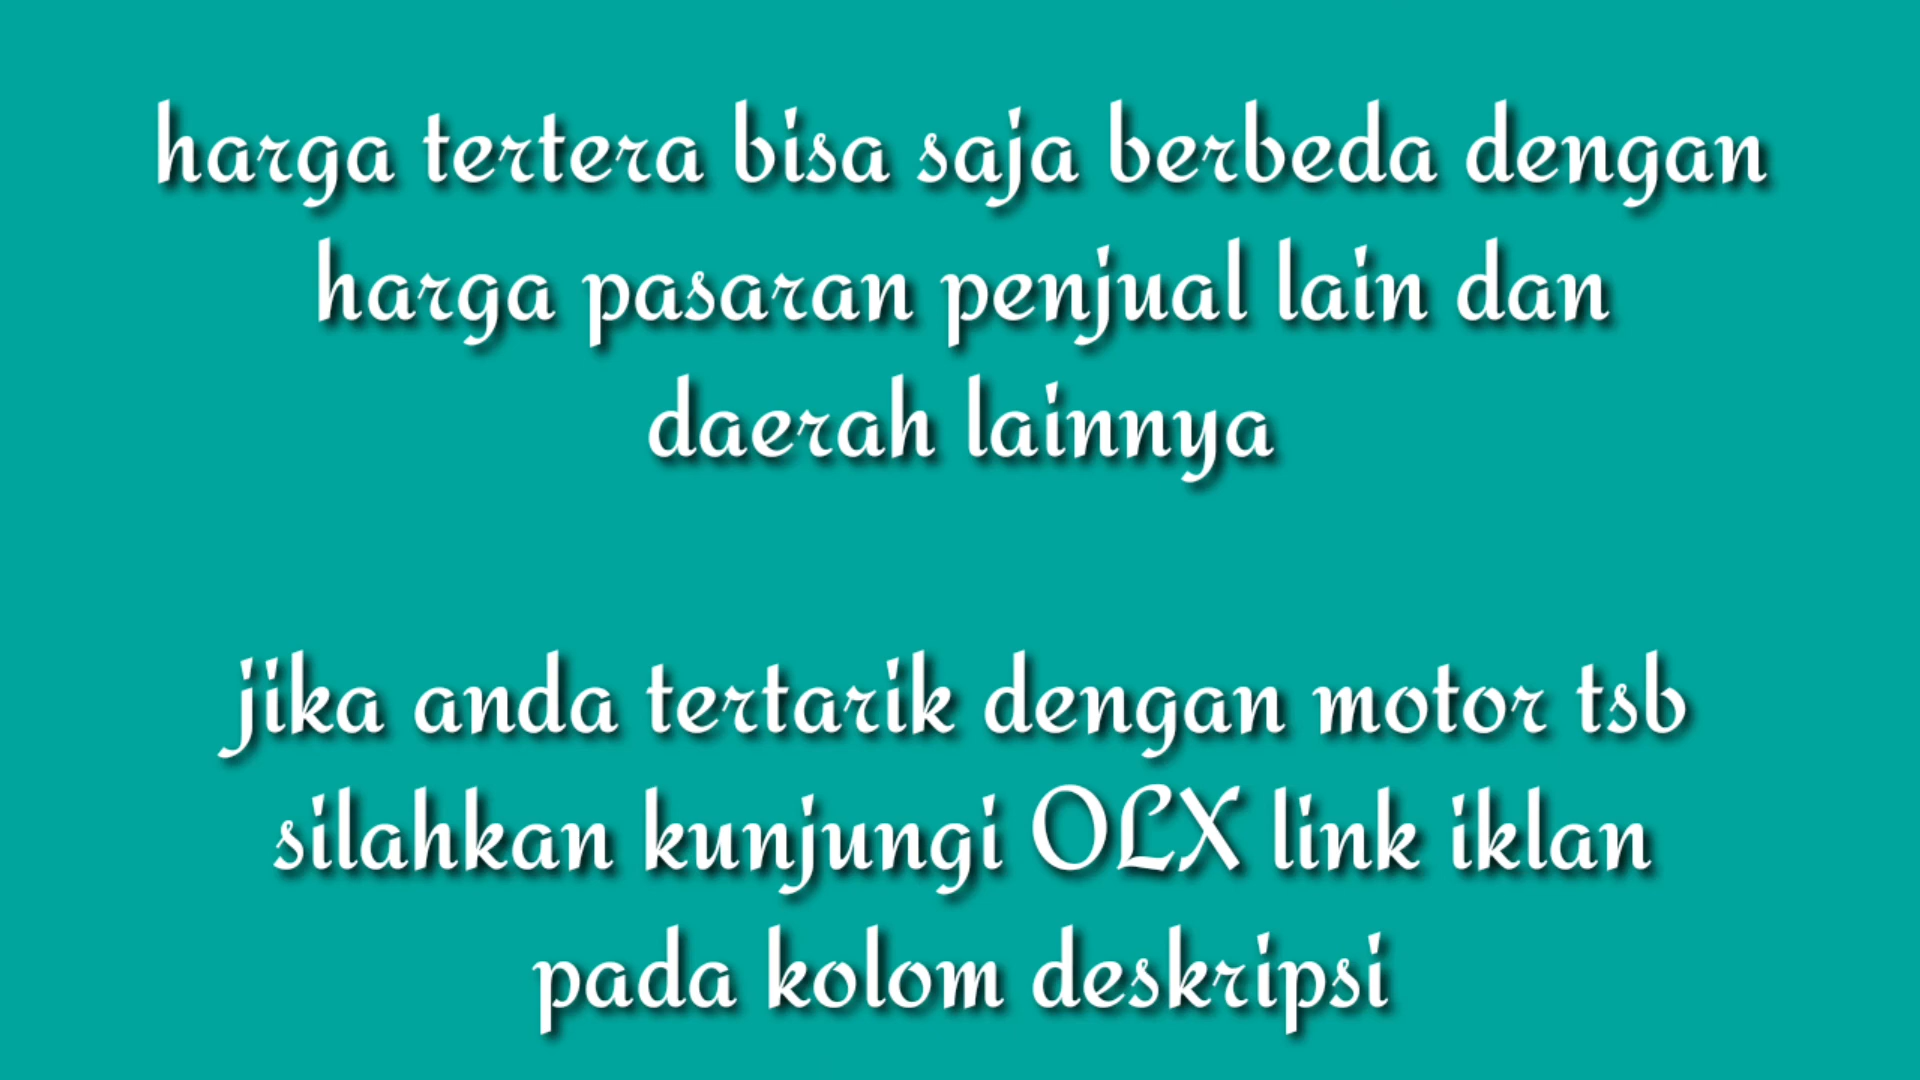 harga tertera bisa saja berbeda dengan
harga pasaran penjual lain dan
daerah lainnya
jika anda tertarik dengan motor tsb
silahkan kunjungi OLX link iklan
pada kolom deskripsi